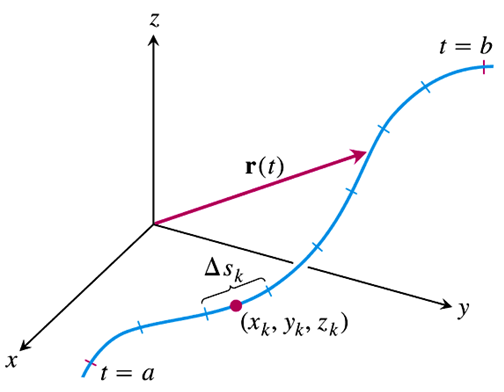 z
t = b
r(t)
Δs_k
(x_k, y_k, z_k)
y
x
t = a